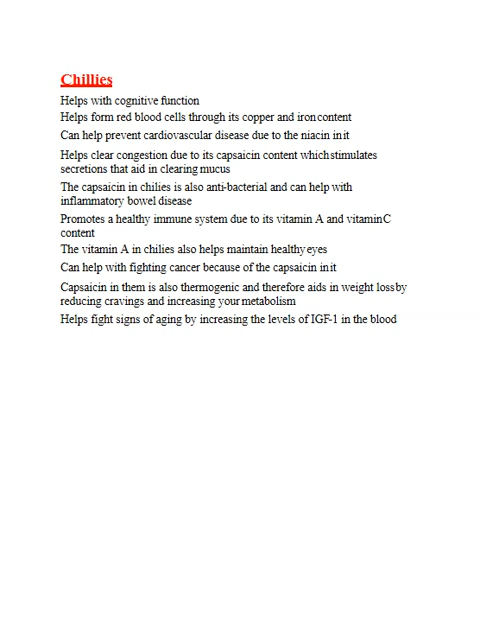 Chillies
Helps with cognitive function
Helps form red blood cells through its copper and iron content
Can help prevent cardiovascular disease due to the niacin in it
Helps clear congestion due to its capsaicin content which stimulates
secretions that aid in clearing mucus
The capsaicin in chilies is also anti-bacterial and can help with
inflammatory bowel disease
Promotes a healthy immune system due to its vitamin A and vitamin C
content
The vitamin A in chilies also helps maintain healthy eyes
Can help with fighting cancer because of the capsaicin in it
Capsaicin in them is also thermogenic and therefore aids in weight loss by
reducing cravings and increasing your metabolism
Helps fight signs of aging by increasing the levels of IGF-1 in the blood